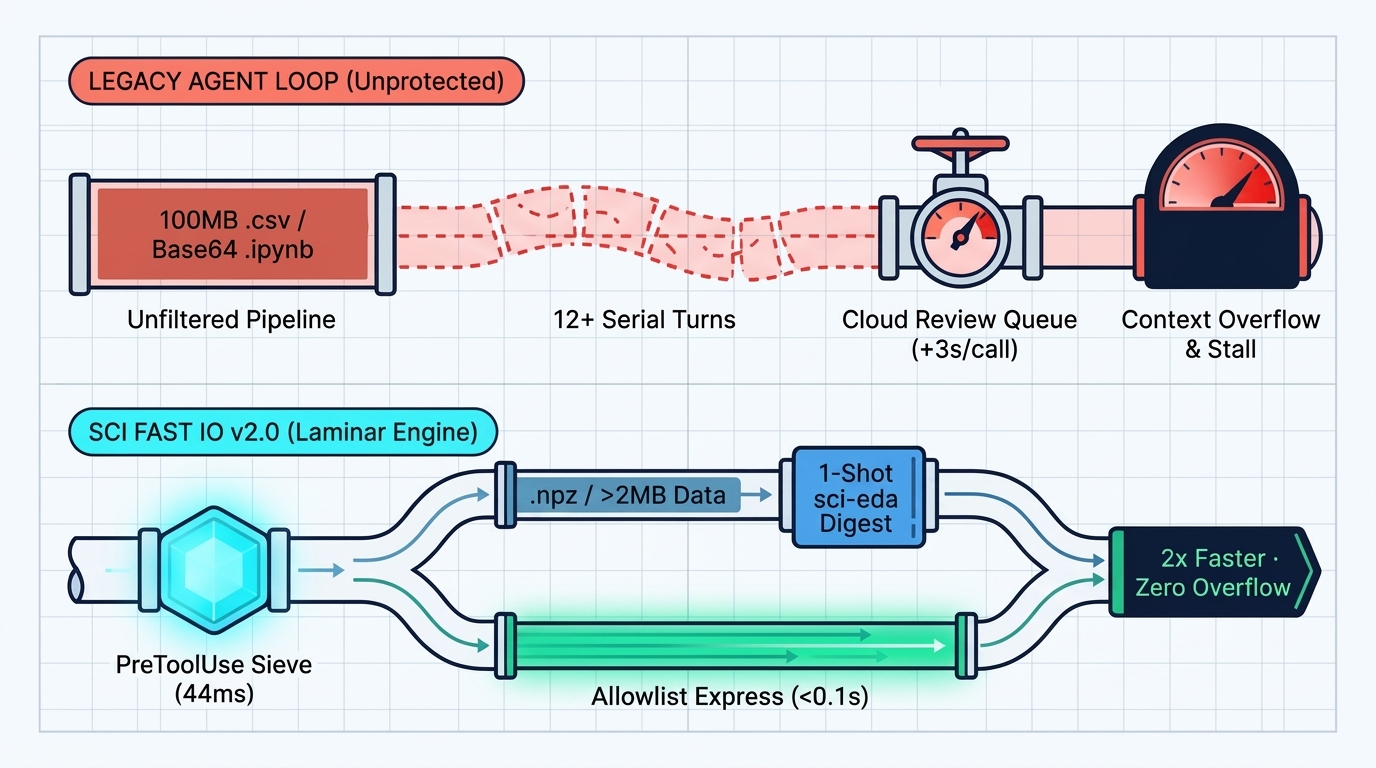 LEGACY AGENT LOOP (Unprotected)
100MB .csv /
Base64 .ipynb
Unfiltered Pipeline
12+ Serial Turns
Cloud Review Queue
(+3s/call)
Context Overflow
& Stall
SCI FAST IO v2.0 (Laminar Engine)
PreToolUse Sieve
(44ms)
.npz / >2MB Data
1-Shot
sci-eda
Digest
Allowlist Express (<0.1s)
2x Faster ·
Zero Overflow